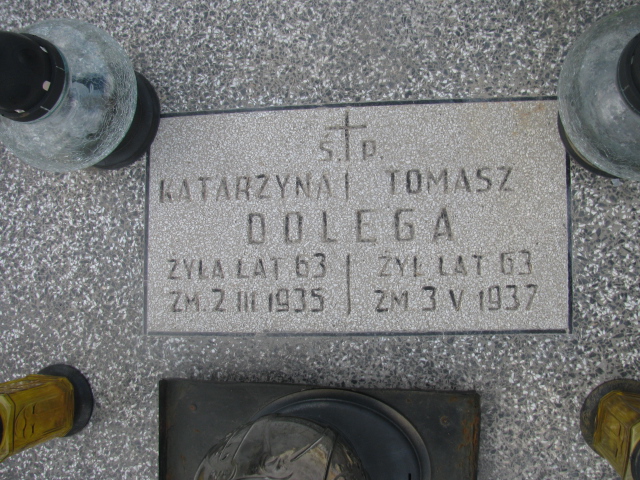 Ś. P.
KATARZYNA TOMASZ
DOLEGA
ŻYŁA LAT 63 ŻYŁ LAT 63
ZM. 2 III 1935 ZM 3 V 1937